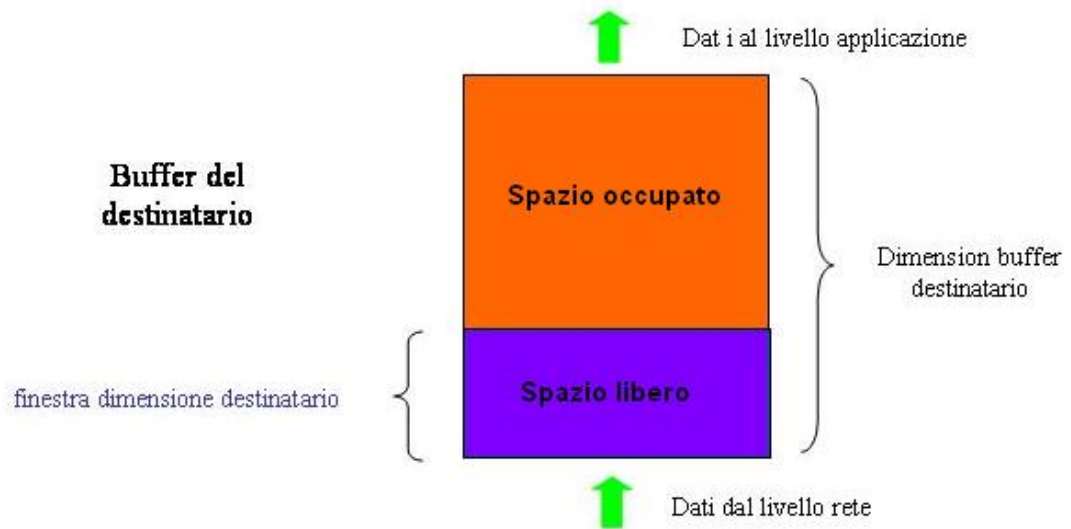 Dat i al livello applicazione
Buffer del
destinatario
Spazio occupato
Dimension buffer
destinatario
finestra dimensione destinatario
Spazio libero
Dati dal livello rete